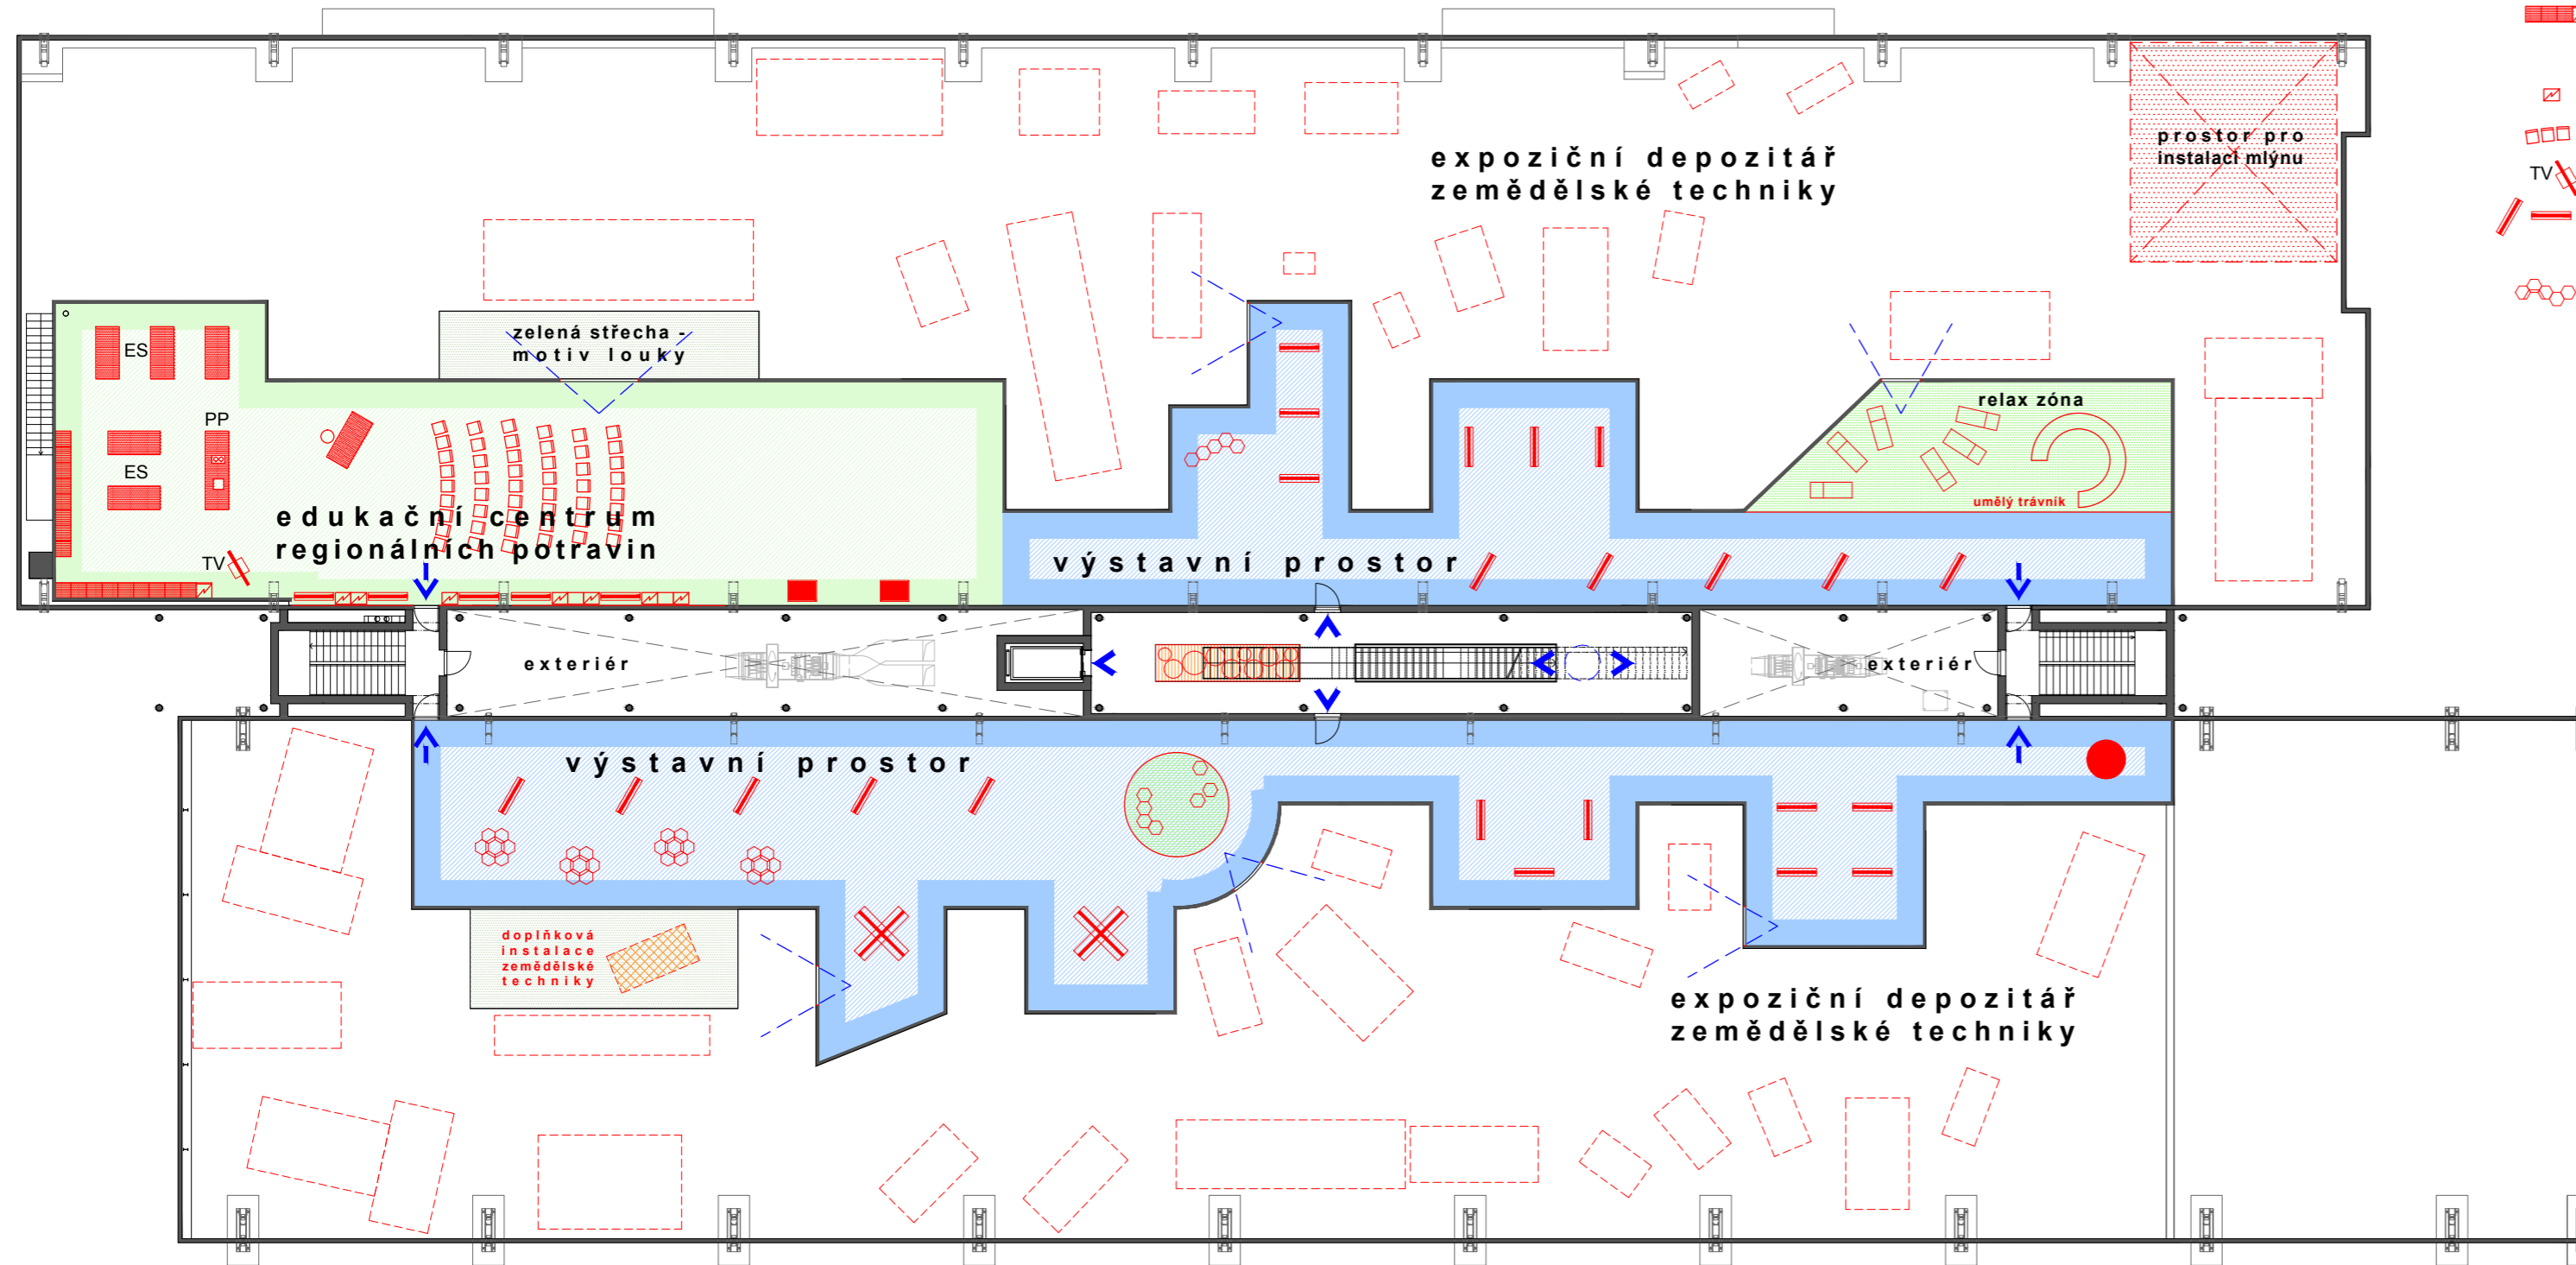 expoziční depozitář
zemědělské techniky
prostor pro
instalaci mlýnu
TV
zelená střecha -
motiv louky
ES
PP
ES
relax zóna
umělý trávník
edukační centrum
regionálních potravin
TV
výstavní prostor
exteriér
exteriér
výstavní prostor
doplňková
instalace
zemědělské
techniky
expoziční depozitář
zemědělské techniky